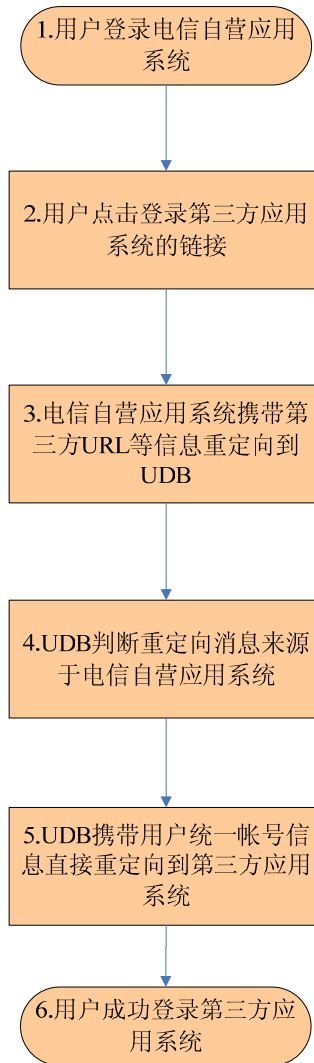 1.用户登录电信自营应用
系统
2.用户点击登录第三方应用
系统的链接
3.电信自营应用系统携带第
三方URL等信息重定向到
UDB
4.UDB判断重定向消息来源
于电信自营应用系统
5.UDB携带用户统一帐号信
息直接重定向到第三方应用
系统
6.用户成功登录第三方应
用系统